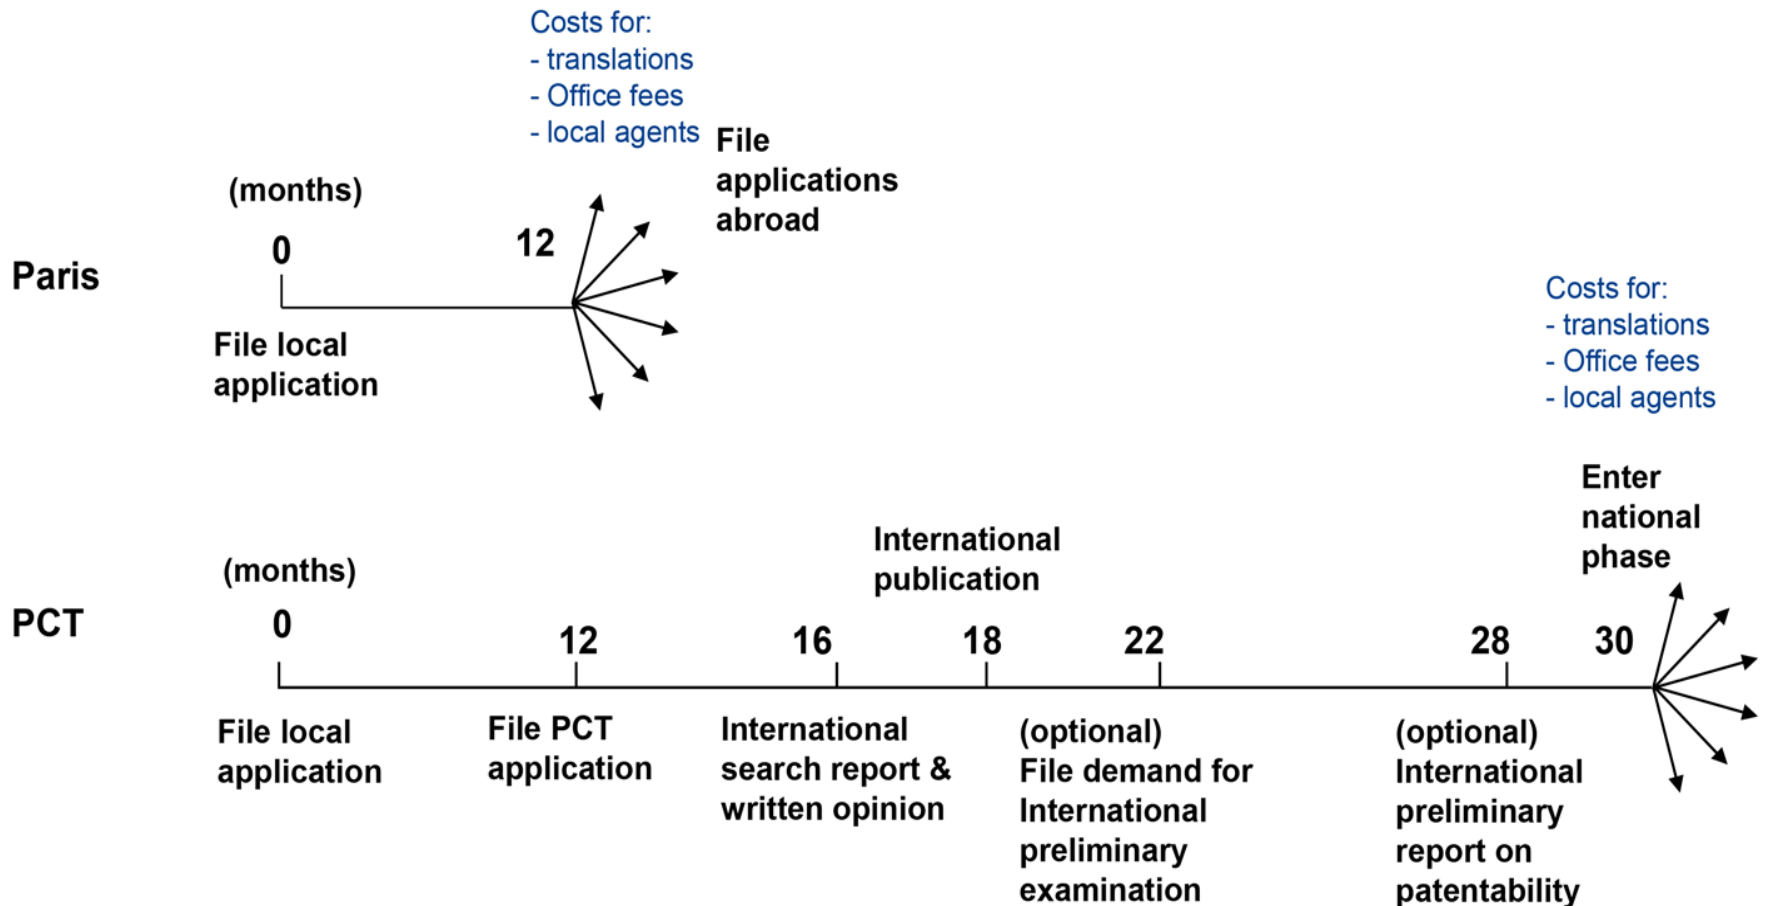 Costs for:
- translations
- Office fees
- local agents
File
applications
abroad
(months)
0
12
Paris
File local
application
Costs for:
- translations
- Office fees
- local agents
Enter
national
phase
International
publication
(months)
PCT
0
12
16
18
22
28
30
File local
application
File PCT
application
International
search report &
written opinion
(optional)
File demand for
International
preliminary
examination
(optional)
International
preliminary
report on
patentability